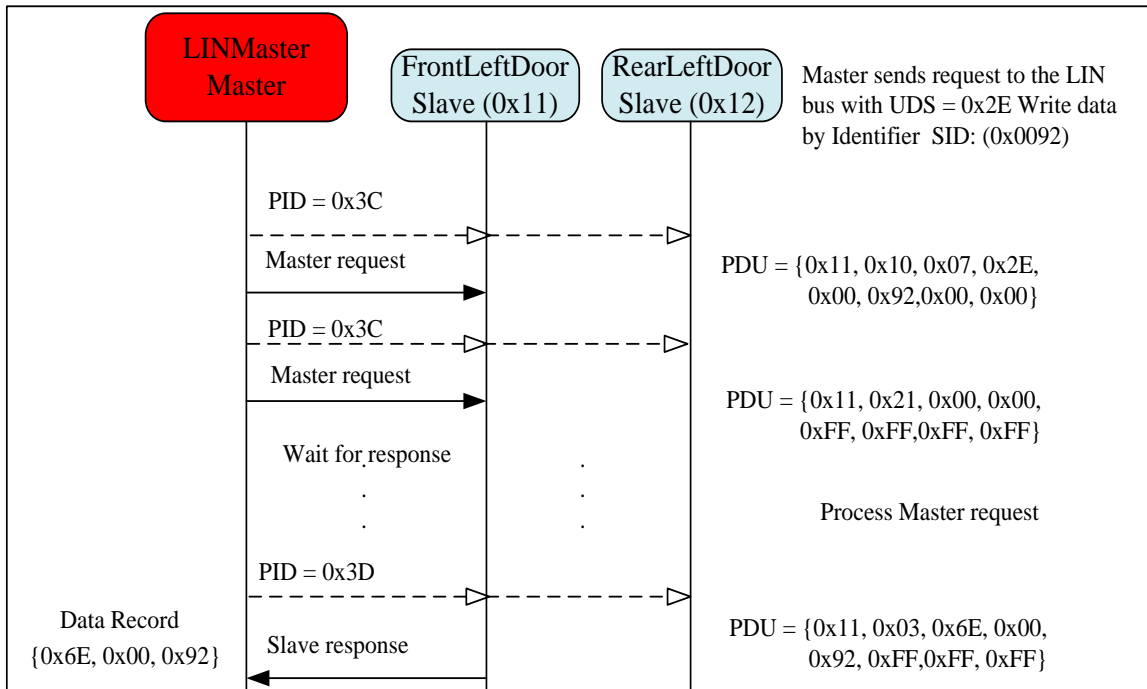 LINMaster
Master
FrontLeftDoor
Slave (0x11)
RearLeftDoor
Slave (0x12)
Master sends request to the LIN
bus with UDS = 0x2E Write data
by Identifier SID: (0x0092)
PID = 0x3C
Master request
PDU = {0x11, 0x10, 0x07, 0x2E,
0x00, 0x92,0x00, 0x00}
PID = 0x3C
Master request
PDU = {0x11, 0x21, 0x00, 0x00,
0xFF, 0xFF,0xFF, 0xFF}
Wait for response
Process Master request
PID = 0x3D
Data Record
{0x6E, 0x00, 0x92}
Slave response
PDU = {0x11, 0x03, 0x6E, 0x00,
0x92, 0xFF,0xFF, 0xFF}